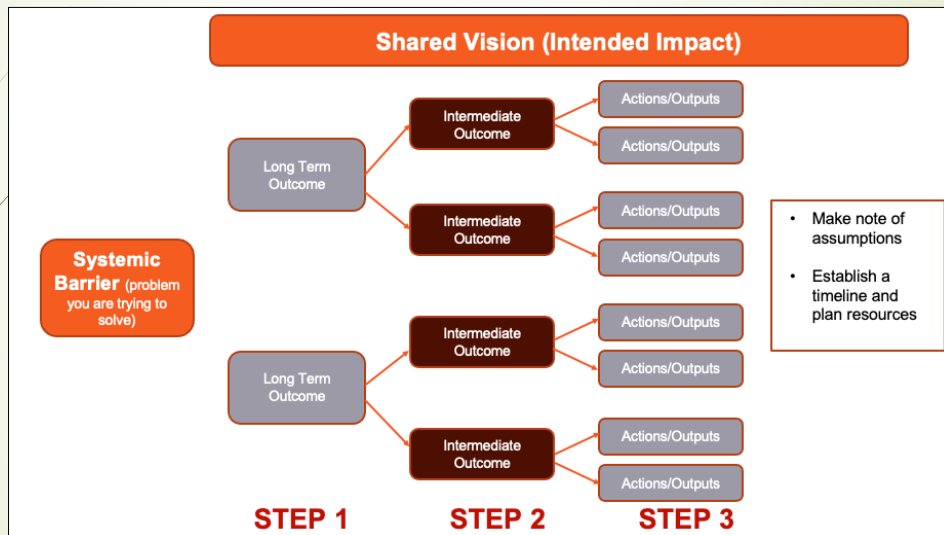 Shared Vision (Intended Impact)
Systemic
Barrier (problem
you are trying to
solve)
Long Term
Outcome
Long Term
Outcome
STEP 1
Intermediate
Outcome
Intermediate
Outcome
Intermediate
Outcome
Intermediate
Outcome
STEP 2
Actions/Outputs
Actions/Outputs
Actions/Outputs
Actions/Outputs
Actions/Outputs
Actions/Outputs
Actions/Outputs
Actions/Outputs
STEP 3
• Make note of
assumptions
• Establish a
timeline and
plan resources